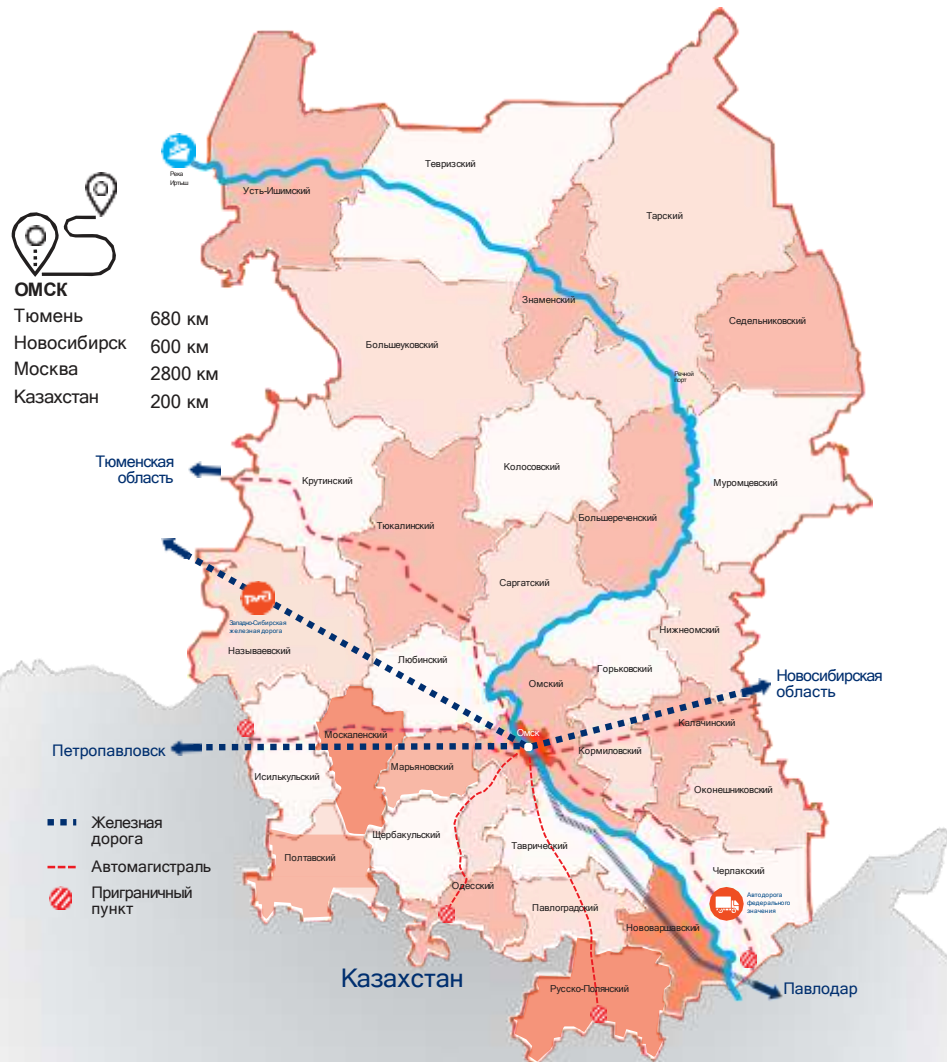 Река
Иртыш
Усть-Ишимский
Тевризский
Тарский
ОМСК
Тюмень 680 км
Новосибирск 600 км
Москва 2800 км
Казахстан 200 км
Знаменский
Седельниковский
Большеуковский
Речной
порт
Тюменская
область
Крутинский
Колосовский
Муромцевский
Тюкалинский
Большереченский
Саргатский
Западно-Сибирская
железная дорога
Называевский
Нижнеомский
Любинский
Горьковский
Омский
Новосибирская
область
Калачинский
Москаленский
Омск
Петропавловск
Кормиловский
Марьяновский
Исилькульский
Оконешниковский
Железная
дорога
Щербакульский
Таврический
Полтавский
Автомагистраль
Черлакский
Одесский
Приграничный
пункт
Павлоградский
Автодорога
федерального
значения
Нововаршавский
Казахстан
Русско-Полянский
Павлодар